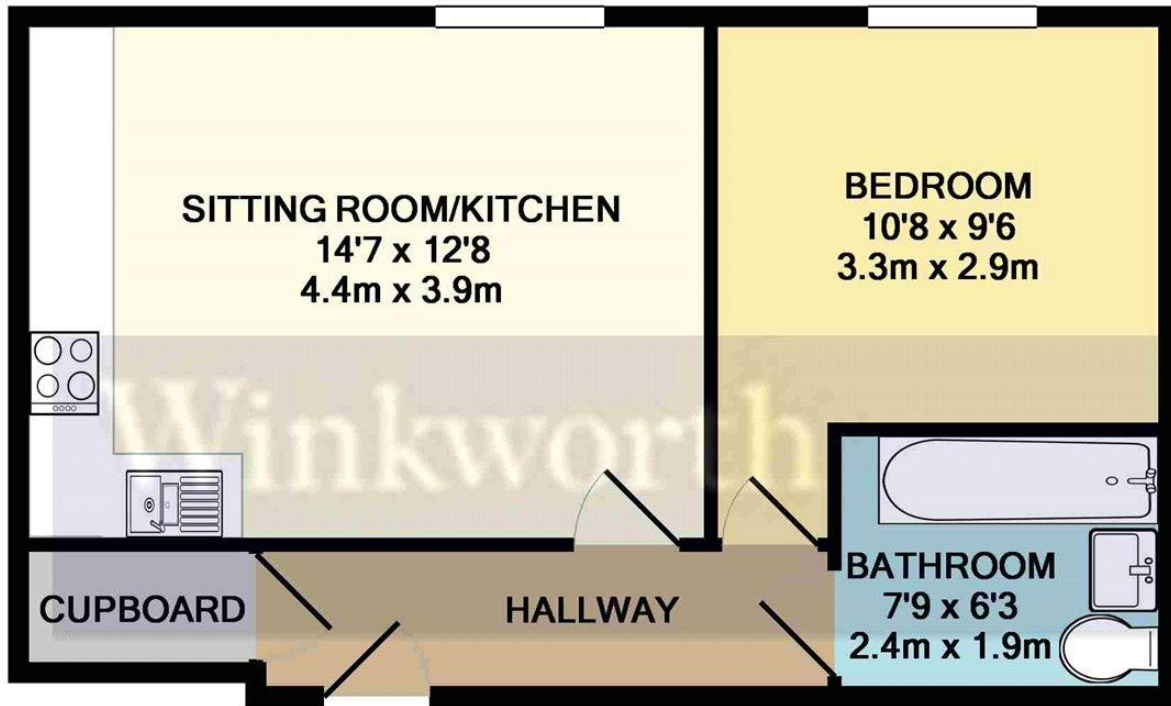 SITTING ROOM/KITCHEN
14'7 x 12'8
4.4m x 3.9m
BEDROOM
10'8 x 9'6
3.3m x 2.9m
Winkworth
BATHROOM
7'9 x 6'3
2.4m x 1.9m
CUPBOARD
HALLWAY